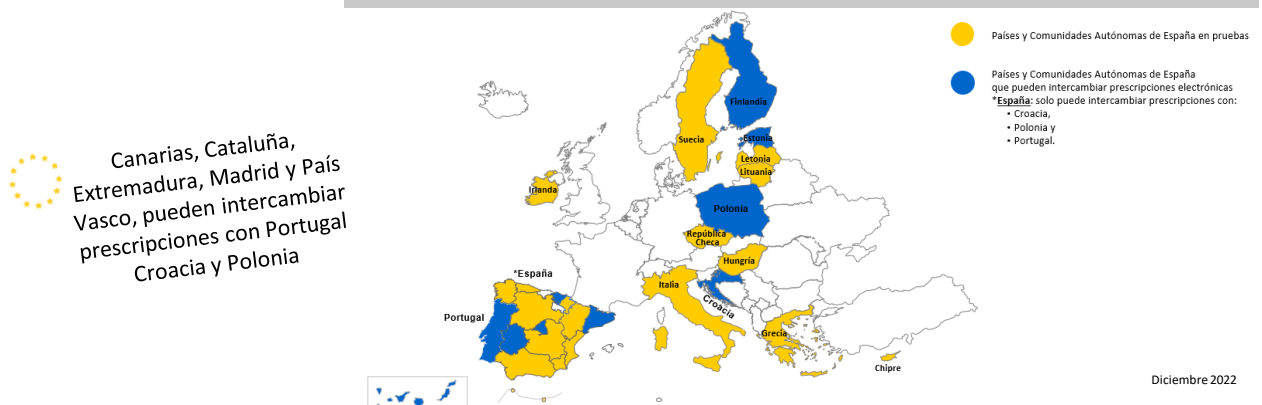 Canarias, Cataluña,
Extremadura, Madrid y País
Vasco, pueden intercambiar
prescripciones con Portugal
Croacia y Polonia
Países y Comunidades Autónomas de España en pruebas
Países y Comunidades Autónomas de España
que pueden intercambiar prescripciones electrónicas
*España: solo puede intercambiar prescripciones con:
• Croacia,
• Polonia y
• Portugal.
Finlandia
Suecia
Estonia
Letonia
Lituania
Irlanda
Polonia
República
Checa
Hungría
*España
Italia
Croacia
Portugal
Grecia
Chipre
Diciembre 2022